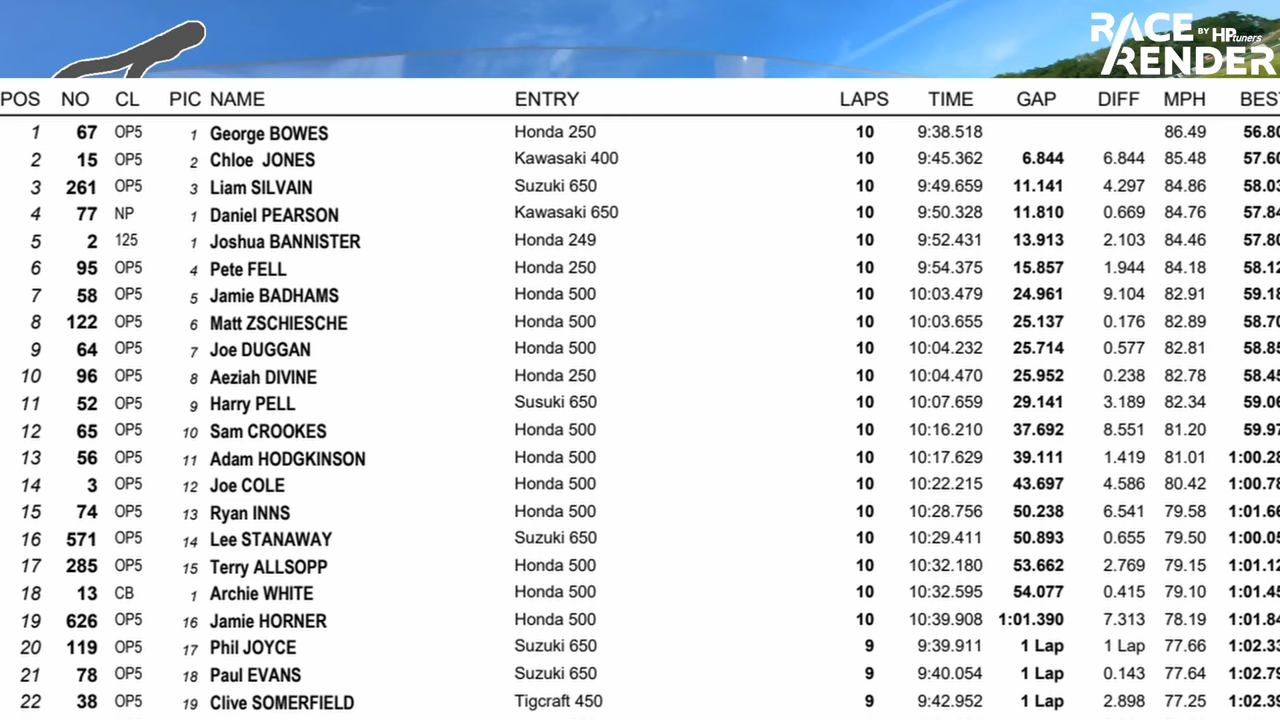 RACE BY HP tuners
RENDER
POS NO CL PIC NAME ENTRY LAPS TIME GAP DIFF MPH BES
1 67 OP5 1 George BOWES Honda 250 10 9:38.518 86.49 56.80
2 15 OP5 2 Chloe JONES Kawasaki 400 10 9:45.362 6.844 6.844 85.48 57.60
3 261 OP5 3 Liam SILVAIN Suzuki 650 10 9:49.659 11.141 4.297 84.86 58.03
4 77 NP 1 Daniel PEARSON Kawasaki 650 10 9:50.328 11.810 0.669 84.76 57.84
5 2 125 1 Joshua BANNISTER Honda 249 10 9:52.431 13.913 2.103 84.46 57.80
6 95 OP5 4 Pete FELL Honda 250 10 9:54.375 15.857 1.944 84.18 58.12
7 58 OP5 5 Jamie BADHAMS Honda 500 10 10:03.479 24.961 9.104 82.91 59.18
8 122 OP5 6 Matt ZSCHIESCHE Honda 500 10 10:03.655 25.137 0.176 82.89 58.70
9 64 OP5 7 Joe DUGGAN Honda 500 10 10:04.232 25.714 0.577 82.81 58.85
10 96 OP5 8 Aeziah DIVINE Honda 250 10 10:04.470 25.952 0.238 82.78 58.45
11 52 OP5 9 Harry PELL Susuki 650 10 10:07.659 29.141 3.189 82.34 59.06
12 65 OP5 10 Sam CROOKES Honda 500 10 10:16.210 37.692 8.551 81.20 59.97
13 56 OP5 11 Adam HODGKINSON Honda 500 10 10:17.629 39.111 1.419 81.01 1:00.28
14 3 OP5 12 Joe COLE Honda 500 10 10:22.215 43.697 4.586 80.42 1:00.78
15 74 OP5 13 Ryan INNS Honda 500 10 10:28.756 50.238 6.541 79.58 1:01.66
16 571 OP5 14 Lee STANAWAY Suzuki 650 10 10:29.411 50.893 0.655 79.50 1:00.05
17 285 OP5 15 Terry ALLSOPP Honda 500 10 10:32.180 53.662 2.769 79.15 1:01.12
18 13 CB 1 Archie WHITE Honda 500 10 10:32.595 54.077 0.415 79.10 1:01.45
19 626 OP5 16 Jamie HORNER Honda 500 10 10:39.908 1:01.390 7.313 78.19 1:01.84
20 119 OP5 17 Phil JOYCE Suzuki 650 9 9:39.911 1 Lap 1 Lap 77.66 1:02.33
21 78 OP5 18 Paul EVANS Suzuki 650 9 9:40.054 1 Lap 0.143 77.64 1:02.79
22 38 OP5 19 Clive SOMERFIELD Tigcraft 450 9 9:42.952 1 Lap 2.898 77.25 1:02.33